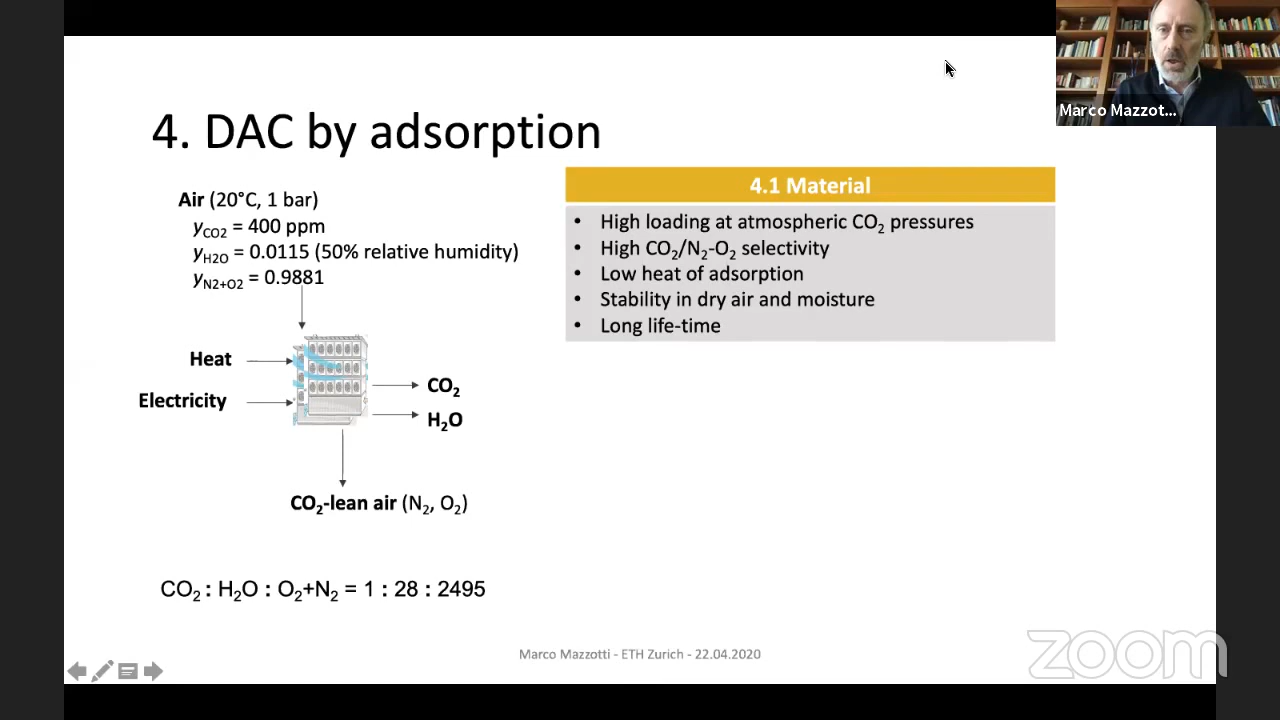 Marco Mazzot...
4. DAC by adsorption
Air (20°C, 1 bar)
yCO2 = 400 ppm
yH2O = 0.0115 (50% relative humidity)
yN2+O2 = 0.9881
Heat
Electricity
CO2
H2O
CO2-lean air (N2, O2)
CO2 : H2O : O2+N2 = 1 : 28 : 2495
4.1 Material
• High loading at atmospheric CO2 pressures
• High CO2/N2-O2 selectivity
• Low heat of adsorption
• Stability in dry air and moisture
• Long life-time
Marco Mazzotti - ETH Zurich - 22.04.2020
zoom